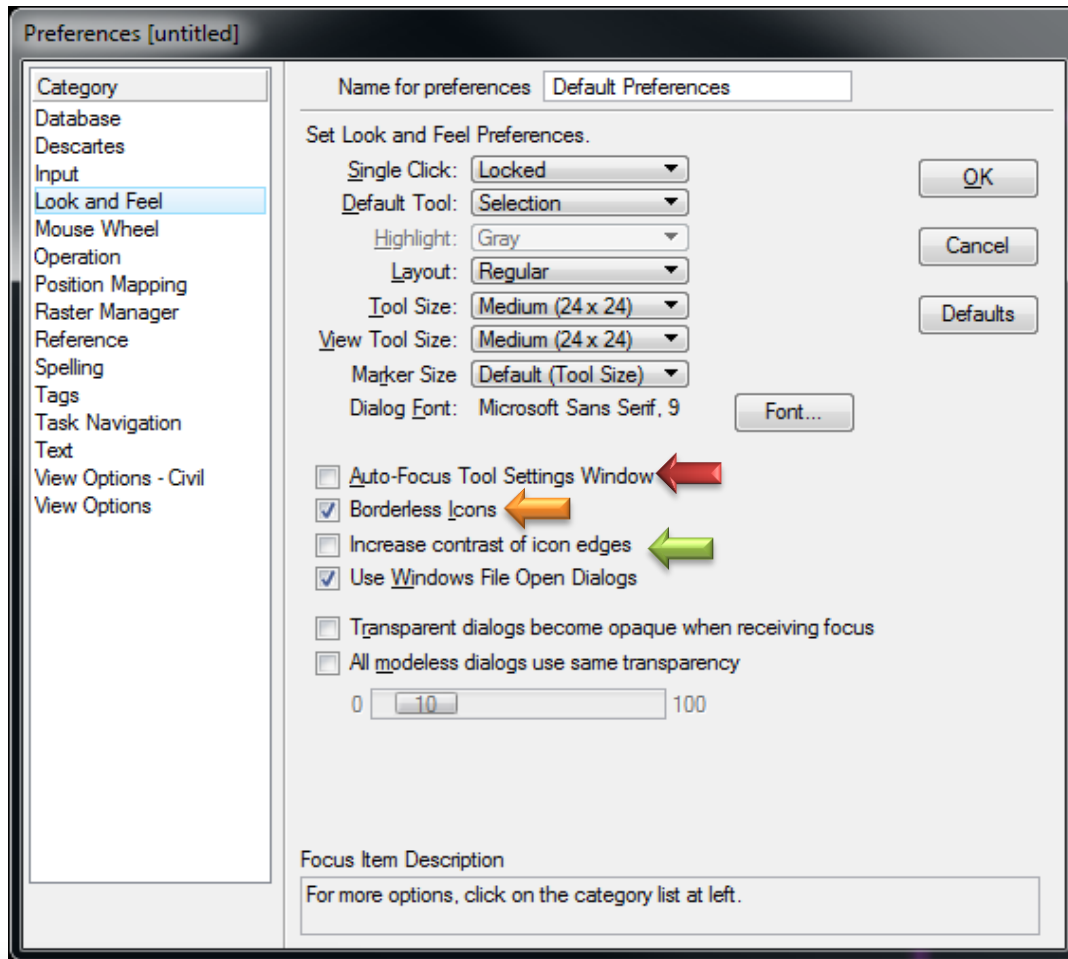 Preferences [untitled]
Category
Database
Descartes
Input
Look and Feel
Mouse Wheel
Operation
Position Mapping
Raster Manager
Reference
Spelling
Tags
Task Navigation
Text
View Options - Civil
View Options
Name for preferences Default Preferences
Set Look and Feel Preferences.
Single Click: Locked
Default Tool: Selection
Highlight: Gray
Layout: Regular
Tool Size: Medium (24 x 24)
View Tool Size: Medium (24 x 24)
Marker Size Default (Tool Size)
Dialog Font: Microsoft Sans Serif, 9 Font...
OK
Cancel
Defaults
Auto-Focus Tool Settings Window
Borderless Icons
Increase contrast of icon edges
Use Windows File Open Dialogs
Transparent dialogs become opaque when receiving focus
All modeless dialogs use same transparency
0 10 100
Focus Item Description
For more options, click on the category list at left.